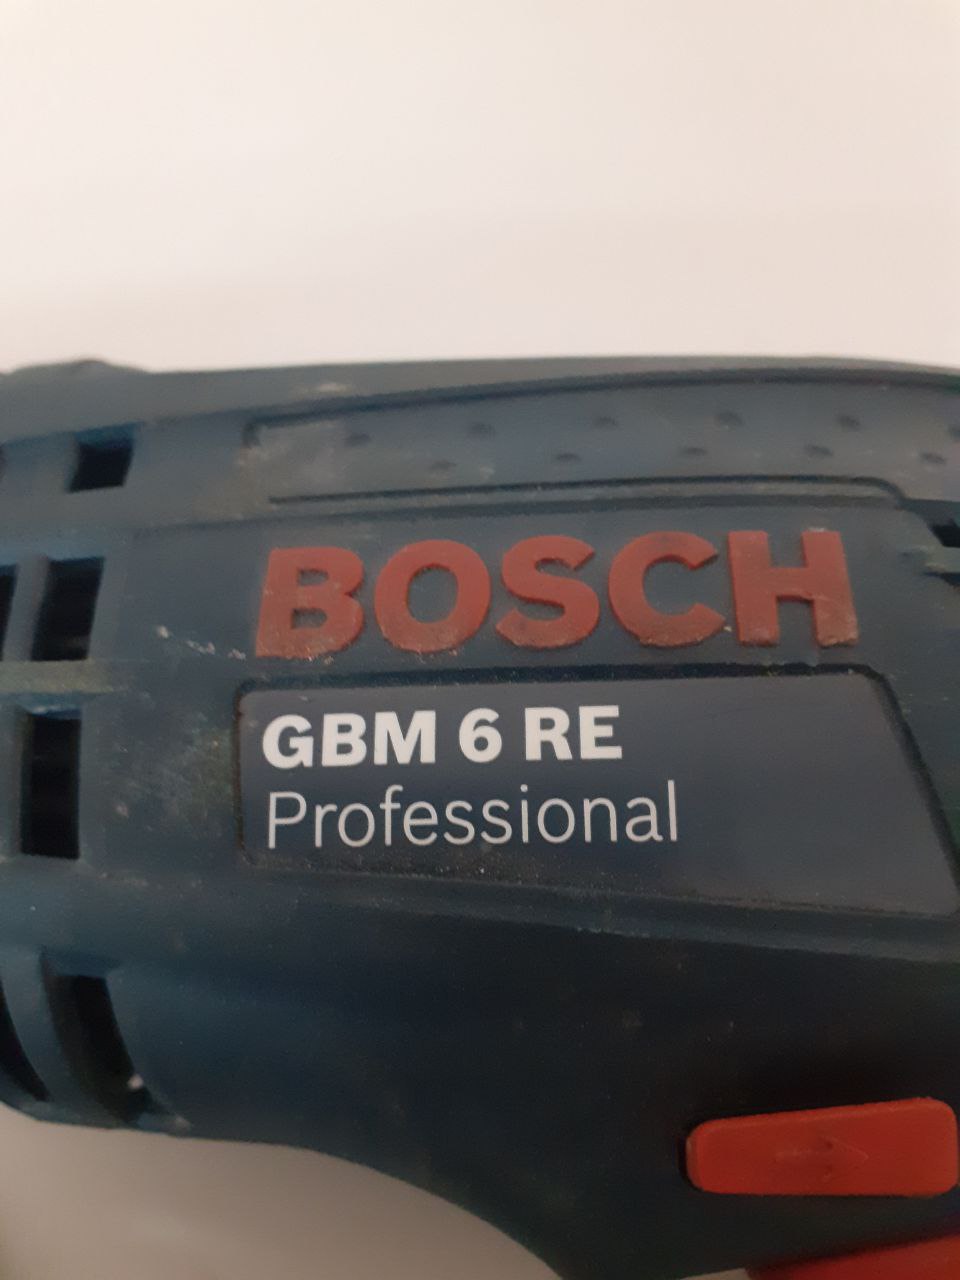 BOSCH
GBM 6 RE
Professional